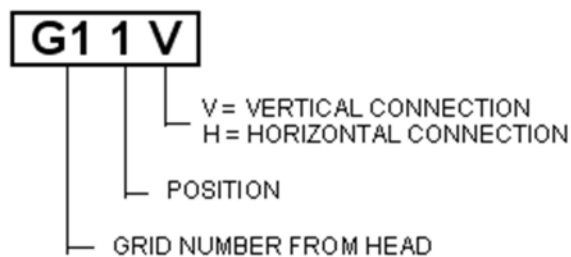 G1 1 V
V = VERTICAL CONNECTION
H = HORIZONTAL CONNECTION
POSITION
GRID NUMBER FROM HEAD